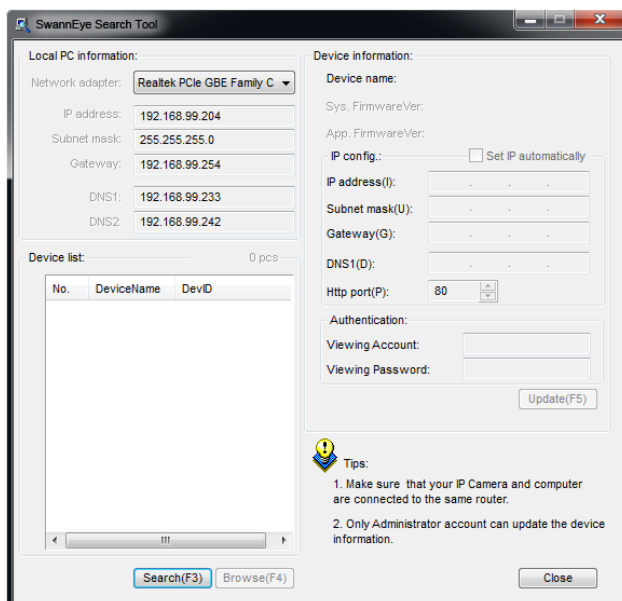 SwannEye Search Tool
Local PC information:
Network adapter: Realtek PCIe GBE Family C
IP address: 192.168.99.204
Subnet mask: 255.255.255.0
Gateway: 192.168.99.254
DNS1: 192.168.99.233
DNS2: 192.168.99.242
Device list: 0 pcs
No. DeviceName DevID
Search(F3) Browse(F4)
Device information:
Device name:
Sys. FirmwareVer:
App. FirmwareVer:
IP config.: Set IP automatically
IP address(I):
Subnet mask(U):
Gateway(G):
DNS1(D):
Http port(P): 80
Authentication:
Viewing Account:
Viewing Password:
Update(F5)
Tips:
1. Make sure that your IP Camera and computer
are connected to the same router.
2. Only Administrator account can update the device
information.
Close